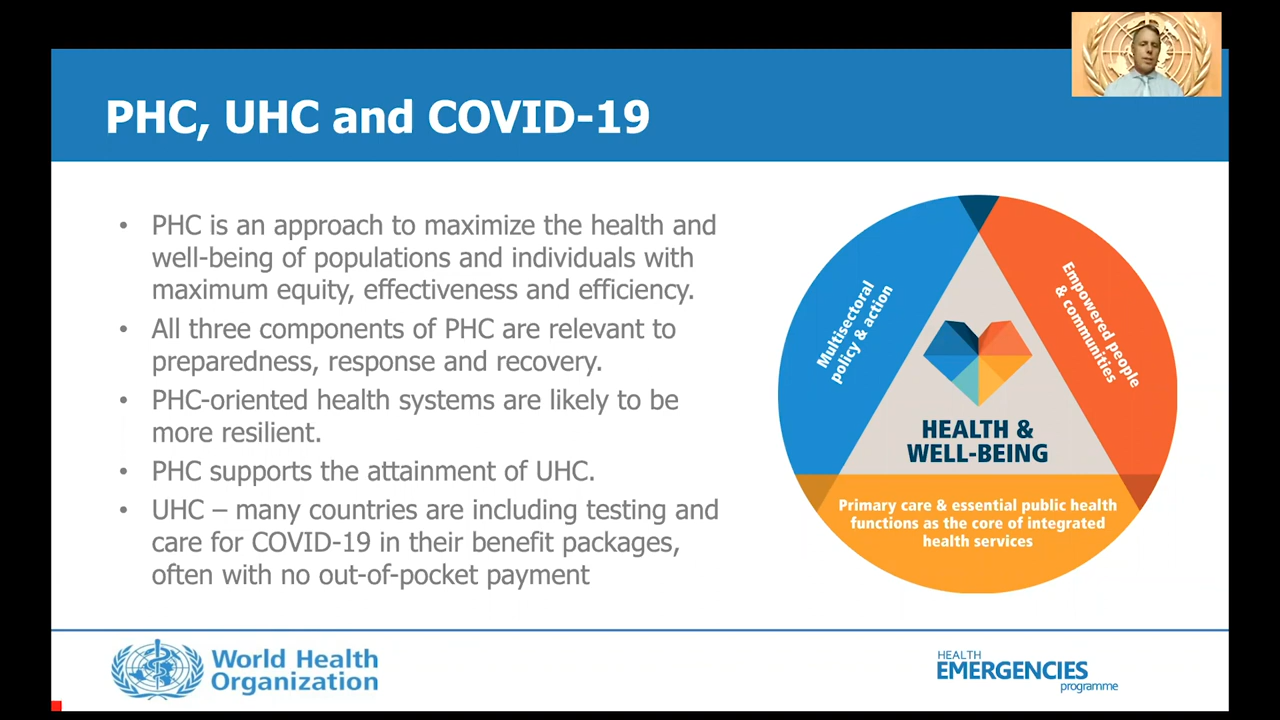 PHC, UHC and COVID-19
• PHC is an approach to maximize the health and
well-being of populations and individuals with
maximum equity, effectiveness and efficiency.
• All three components of PHC are relevant to
preparedness, response and recovery.
• PHC-oriented health systems are likely to be
more resilient.
• PHC supports the attainment of UHC.
• UHC – many countries are including testing and
care for COVID-19 in their benefit packages,
often with no out-of-pocket payment
Multisectoral
policy & action
Empowered people
& communities
HEALTH &
WELL-BEING
Primary care & essential public health
functions as the core of integrated
health services
World Health
Organization
HEALTH
EMERGENCIES
programme